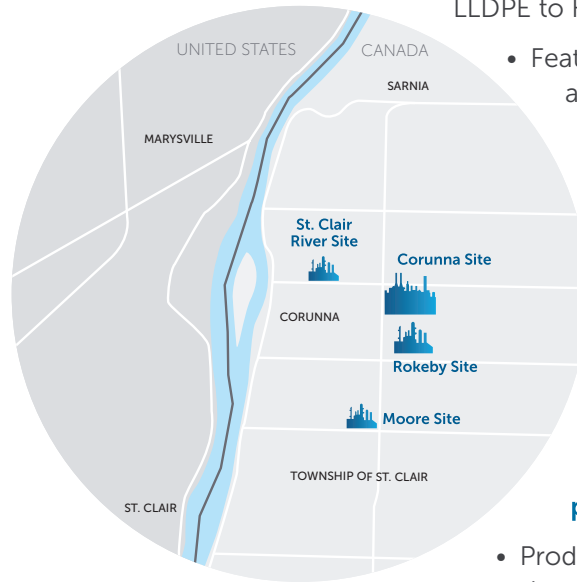 LLDPE to
UNITED STATES
CANADA
• Feat
SARNIA
a
MARYSVILLE
St. Clair
River Site
Corunna Site
CORUNNA
Rokeby Site
Moore Site
TOWNSHIP OF ST. CLAIR
ST. CLAIR
p
• Prod